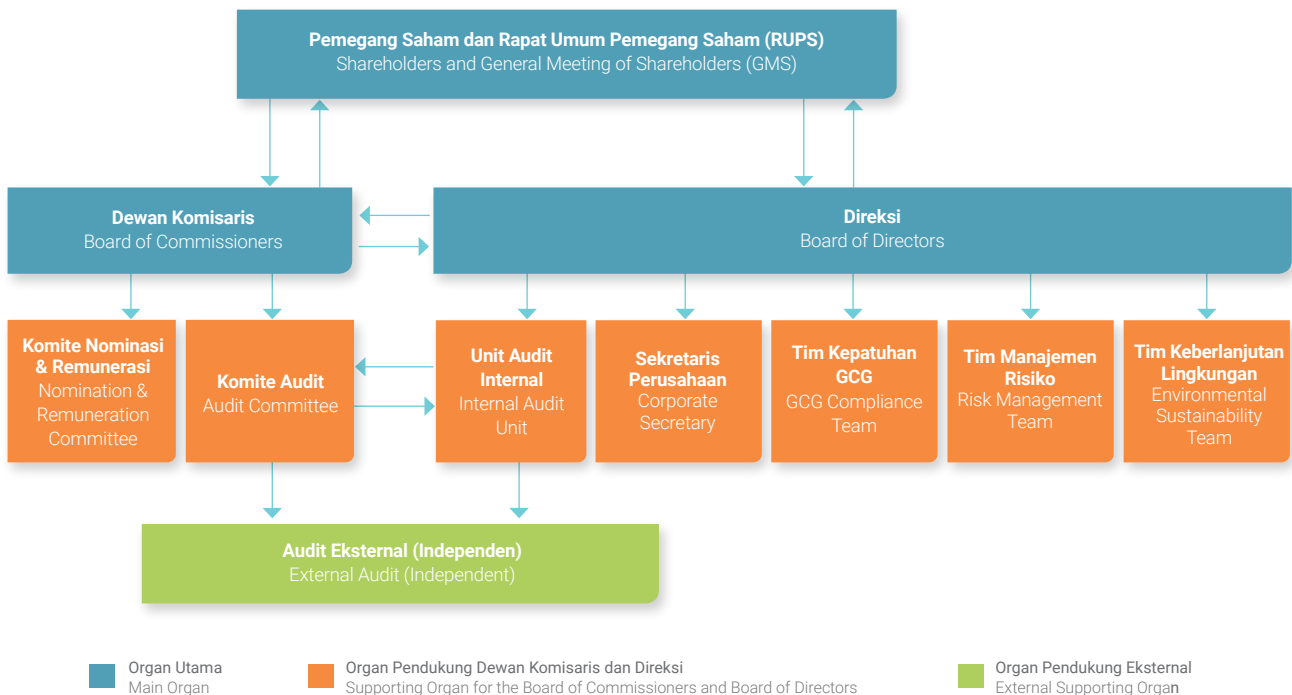 Pemegang Saham dan Rapat Umum Pemegang Saham (RUPS)
Shareholders and General Meeting of Shareholders (GMS)
Dewan Komisaris
Board of Commissioners
Direksi
Board of Directors
Komite Nominasi
& Remunerasi
Nomination &
Remuneration
Committee
Komite Audit
Audit Committee
Unit Audit
Internal
Internal Audit
Unit
Sekretaris
Perusahaan
Corporate
Secretary
Tim Kepatuhan
GCG
GCG Compliance
Team
Tim Manajemen
Risiko
Risk Management
Team
Tim Keberlanjutan
Lingkungan
Environmental
Sustainability
Team
Audit Eksternal (Independen)
External Audit (Independent)
Organ Utama
Main Organ
Organ Pendukung Dewan Komisaris dan Direksi
Supporting Organ for the Board of Commissioners and Board of Directors
Organ Pendukung Eksternal
External Supporting Organ